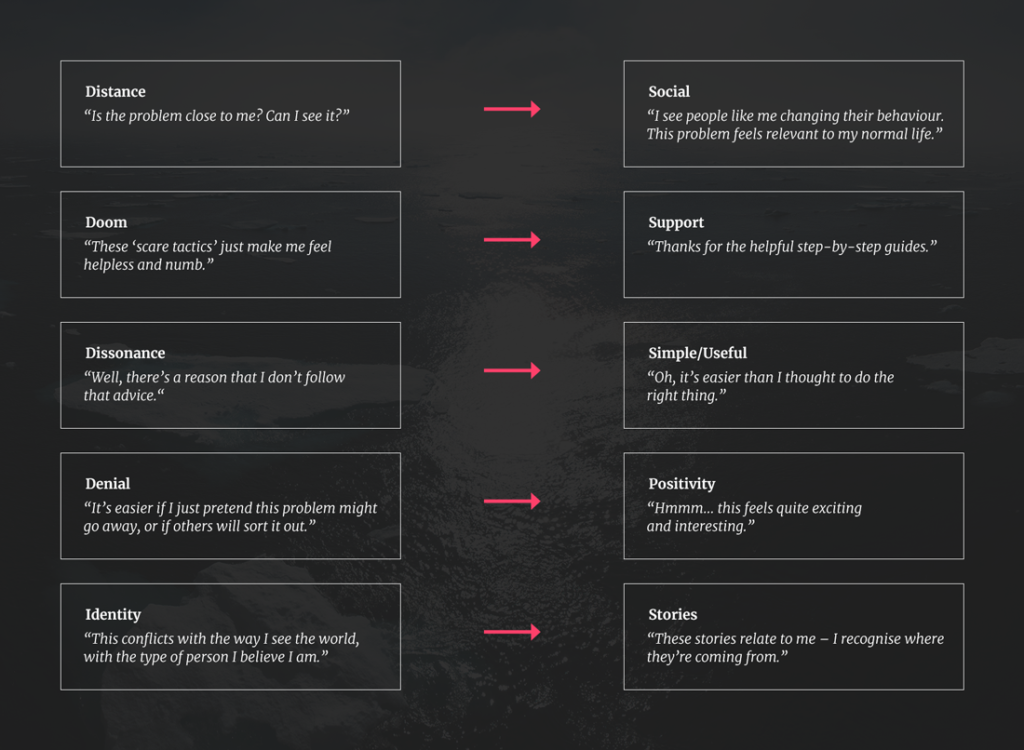 Distance
“Is the problem close to me? Can I see it?”
Social
“I see people like me changing their behaviour.
This problem feels relevant to my normal life.”
Doom
“These ‘scare tactics’ just make me feel
helpless and numb.”
Support
“Thanks for the helpful step-by-step guides.”
Dissonance
“Well, there’s a reason that I don’t follow
that advice.“
Simple/Useful
“Oh, it’s easier than I thought to do the
right thing.”
Denial
“It’s easier if I just pretend this problem might
go away, or if others will sort it out.”
Positivity
“Hmmm... this feels quite exciting
and interesting.”
Identity
“This conflicts with the way I see the world,
with the type of person I believe I am.”
Stories
“These stories relate to me – I recognise where
they’re coming from.”